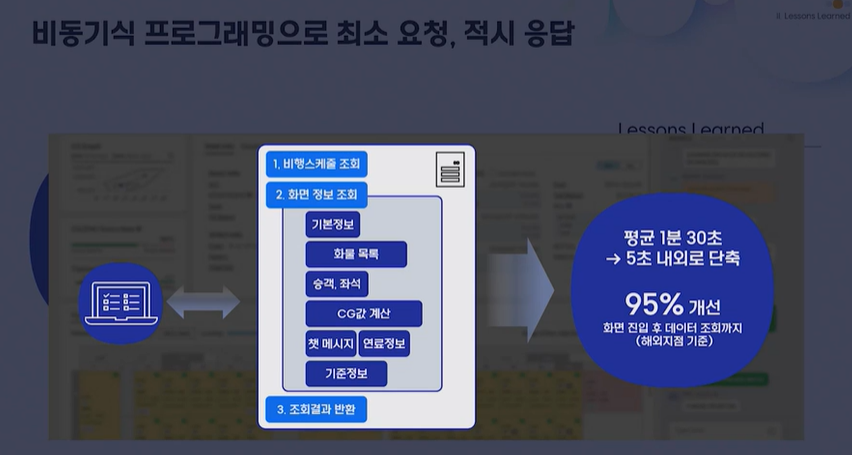 II. Lessons Learned
비동기식 프로그래밍으로 최소 요청, 적시 응답
Lessons Learned
1. 비행스케줄 조회
2. 화면 정보 조회
기본정보
화물 목록
승객, 좌석
CG값 계산
챗 메시지 연료정보
기준정보
3. 조회결과 반환
평균 1분 30초
→ 5초 내외로 단축
95% 개선
화면 진입 후 데이터 조회까지
(해외지점 기준)